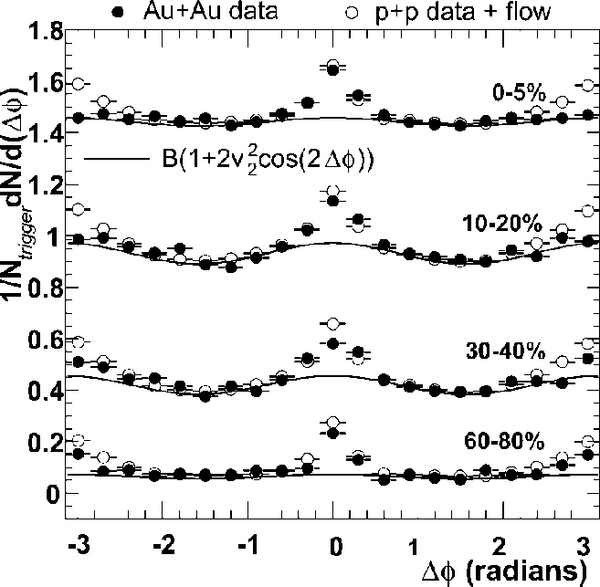 ● Au+Au data ○ p+p data + flow
1.8
1.6
0-5%
1.4
B(1+2v₂²cos(2Δϕ))
1.2
10-20%
1
0.8
0.6
30-40%
0.4
0.2
60-80%
0
1/N_trigger dN/d(Δϕ)
-3 -2 -1 0 1 2 3
Δϕ (radians)